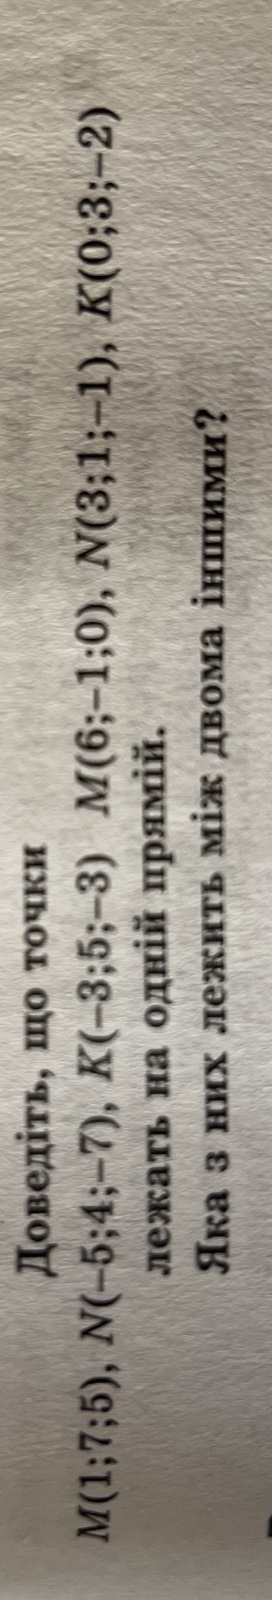 Доведіть, що точки
M(1;7;5), N(−5;4;−7), K(−3;5;−3) M(6;−1;0), N(3;1;−1), K(0;3;−2)
лежать на одній прямій.
Яка з них лежить між двома іншими?